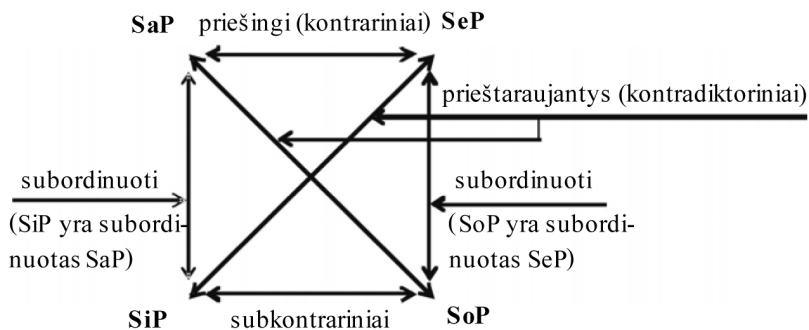 SaP priešingi (kontrariniai) SeP
prieštaraujantys (kontradiktoriniai)
subordinuoti
(SiP yra subordi-
nuotas SaP)
subordinuoti
(SoP yra subordi-
nuotas SeP)
SiP subkontrariniai SoP